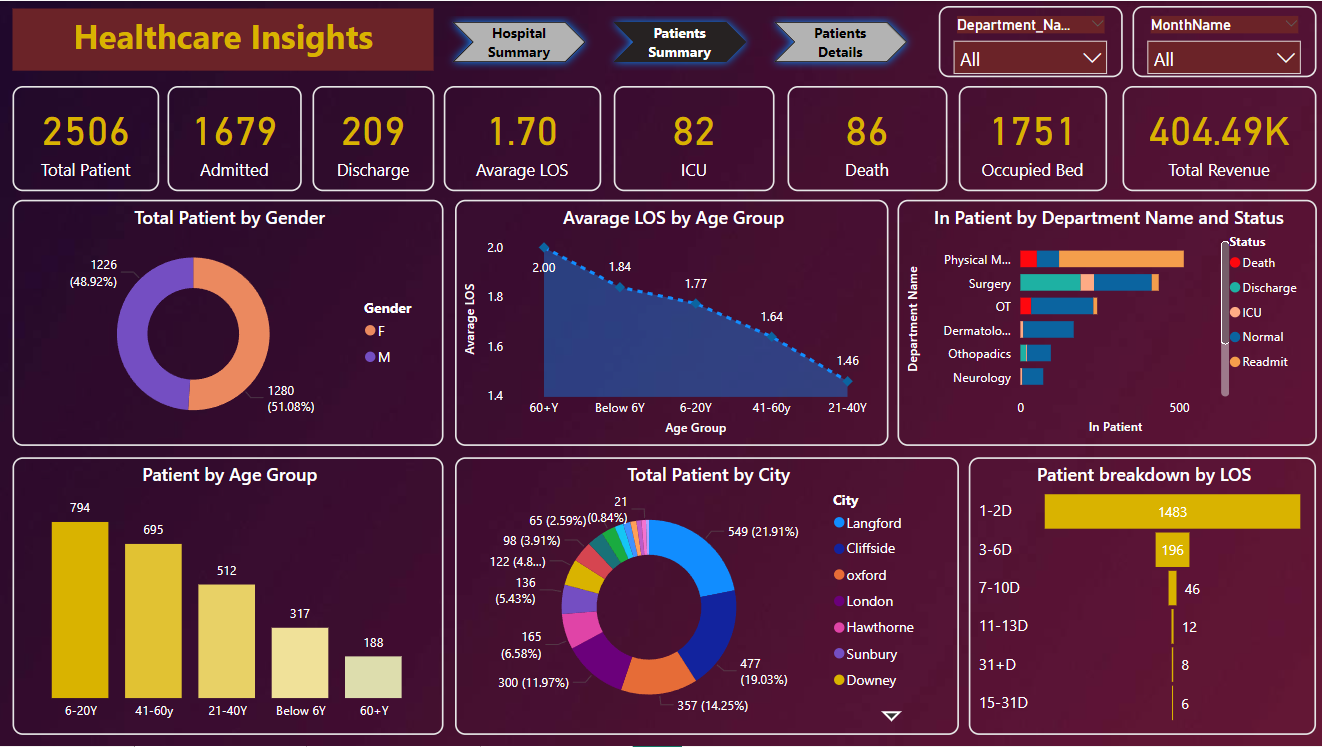 Healthcare Insights
Hospital
Summary
Patients
Summary
Patients
Details
Department_Na...
All
MonthName
All
2506
Total Patient
1679
Admitted
209
Discharge
1.70
Avarage LOS
82
ICU
86
Death
1751
Occupied Bed
404.49K
Total Revenue
Total Patient by Gender
1226
(48.92%)
1280
(51.08%)
Gender
F
M
Avarage LOS by Age Group
Avarage LOS
2.0
1.8
1.6
1.4
2.00
1.84
1.77
1.64
1.46
60+Y
Below 6Y
6-20Y
41-60y
21-40Y
Age Group
In Patient by Department Name and Status
Department Name
Physical M...
Surgery
OT
Dermatolo...
Othopadics
Neurology
0
500
In Patient
Status
Death
Discharge
ICU
Normal
Readmit
Patient by Age Group
794
695
512
317
188
6-20Y
41-60y
21-40Y
Below 6Y
60+Y
Total Patient by City
549 (21.91%)
477
(19.03%)
357 (14.25%)
300 (11.97%)
165
(6.58%)
136
(5.43%)
122 (4.8...)
98 (3.91%)
65 (2.59%)
21
(0.84%)
City
Langford
Cliffside
oxford
London
Hawthorne
Sunbury
Downey
Patient breakdown by LOS
1-2D
1483
3-6D
196
7-10D
46
11-13D
12
31+D
8
15-31D
6